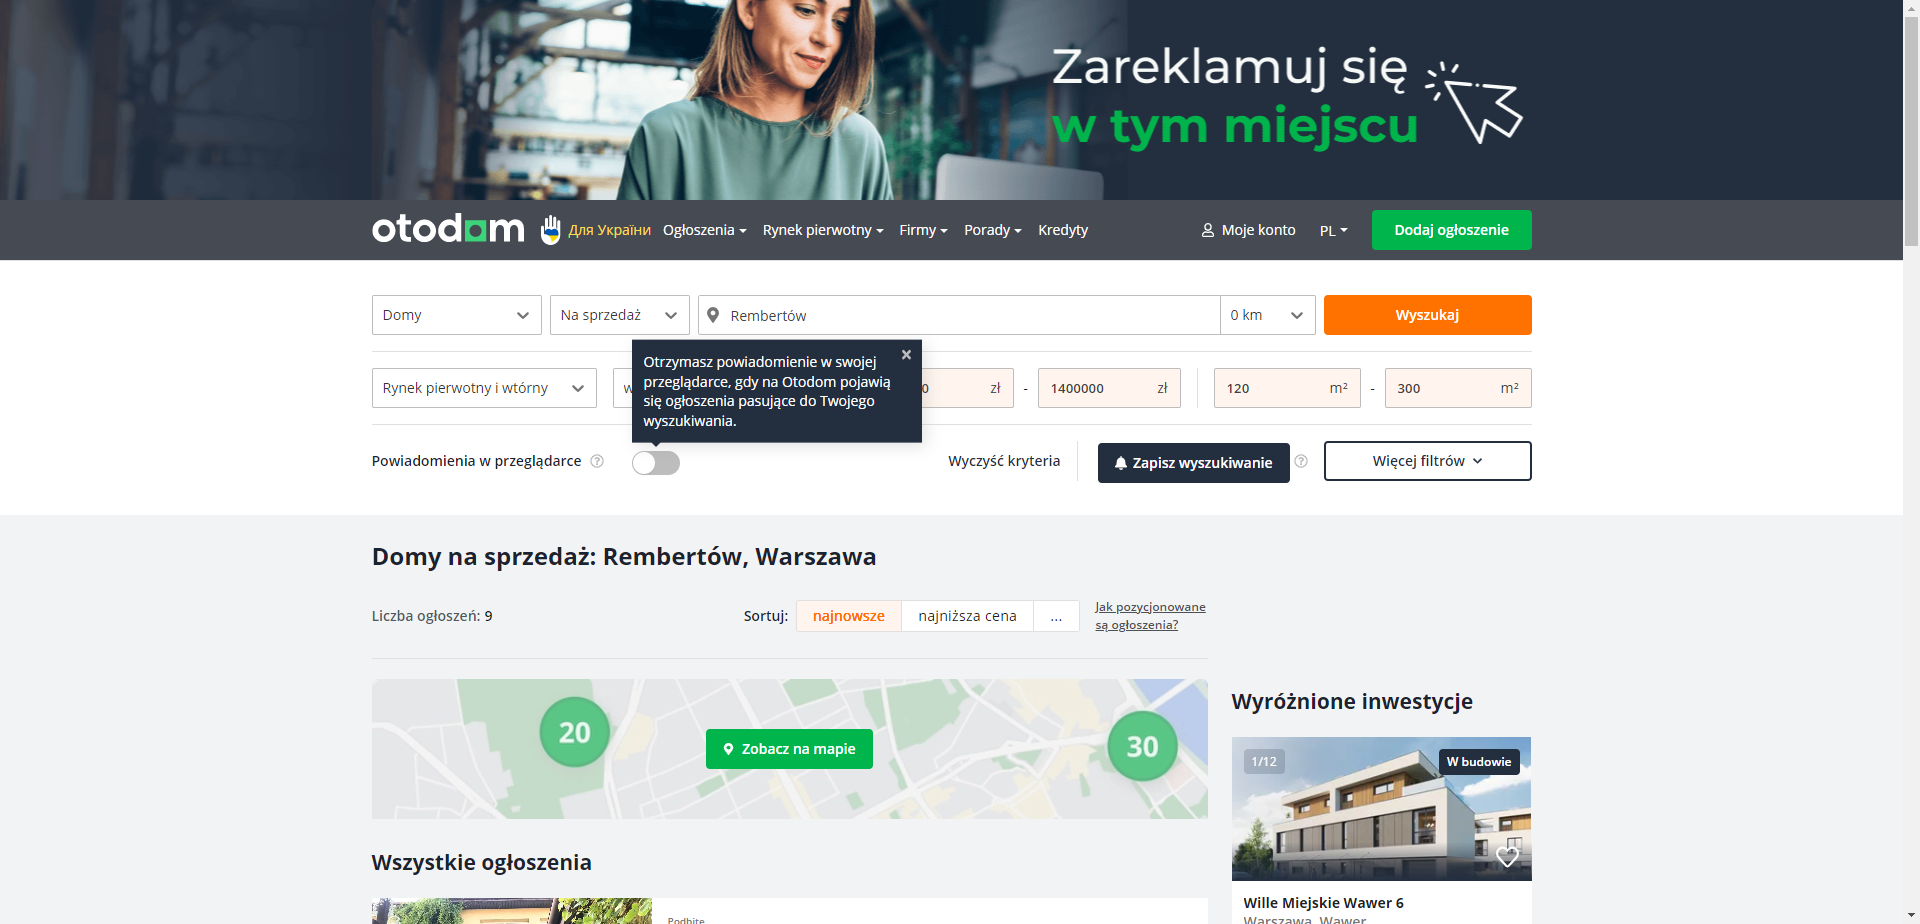 Zareklamuj się
w tym miejscu
otodom
Для України
Ogłoszenia
Rynek pierwotny
Firmy
Porady
Kredyty
Moje konto
PL
Dodaj ogłoszenie
Domy
Na sprzedaż
Rembertów
0 km
Wyszukaj
Otrzymasz powiadomienie w swojej
przeglądarce, gdy na Otodom pojawią
się ogłoszenia pasujące do Twojego
wyszukiwania.
Rynek pierwotny i wtórny
0 zł - 1400000 zł
120 m² - 300 m²
Powiadomienia w przeglądarce ?
Wyczyść kryteria
Zapisz wyszukiwanie ?
Więcej filtrów
Domy na sprzedaż: Rembertów, Warszawa
Liczba ogłoszeń: 9
Sortuj:
najnowsze
najniższa cena
...
Jak pozycjonowane
są ogłoszenia?
20
Zobacz na mapie
30
Wyróżnione inwestycje
1/12
W budowie
Wszystkie ogłoszenia
Wille Miejskie Wawer 6
Warszawa, Wawer
Podbite